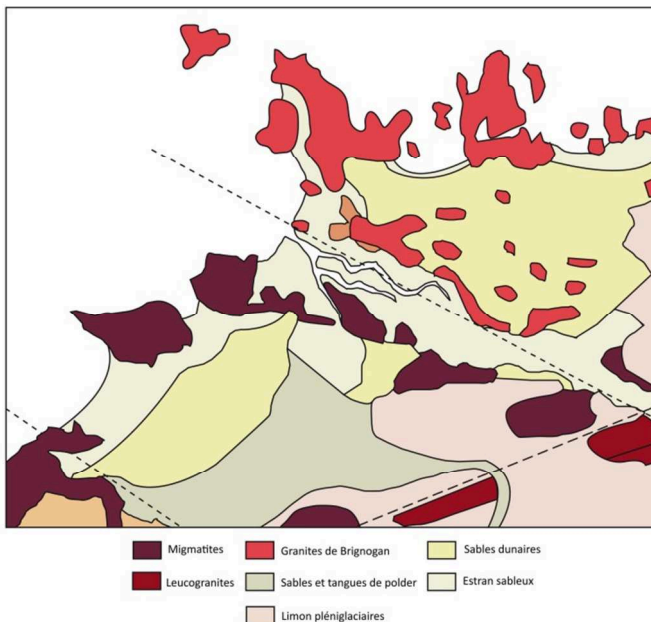 Migmatites
Granites de Brignogan
Sables dunaires
Leucogranites
Sables et tangues de polder
Estran sableux
Limon pléniglaciaires